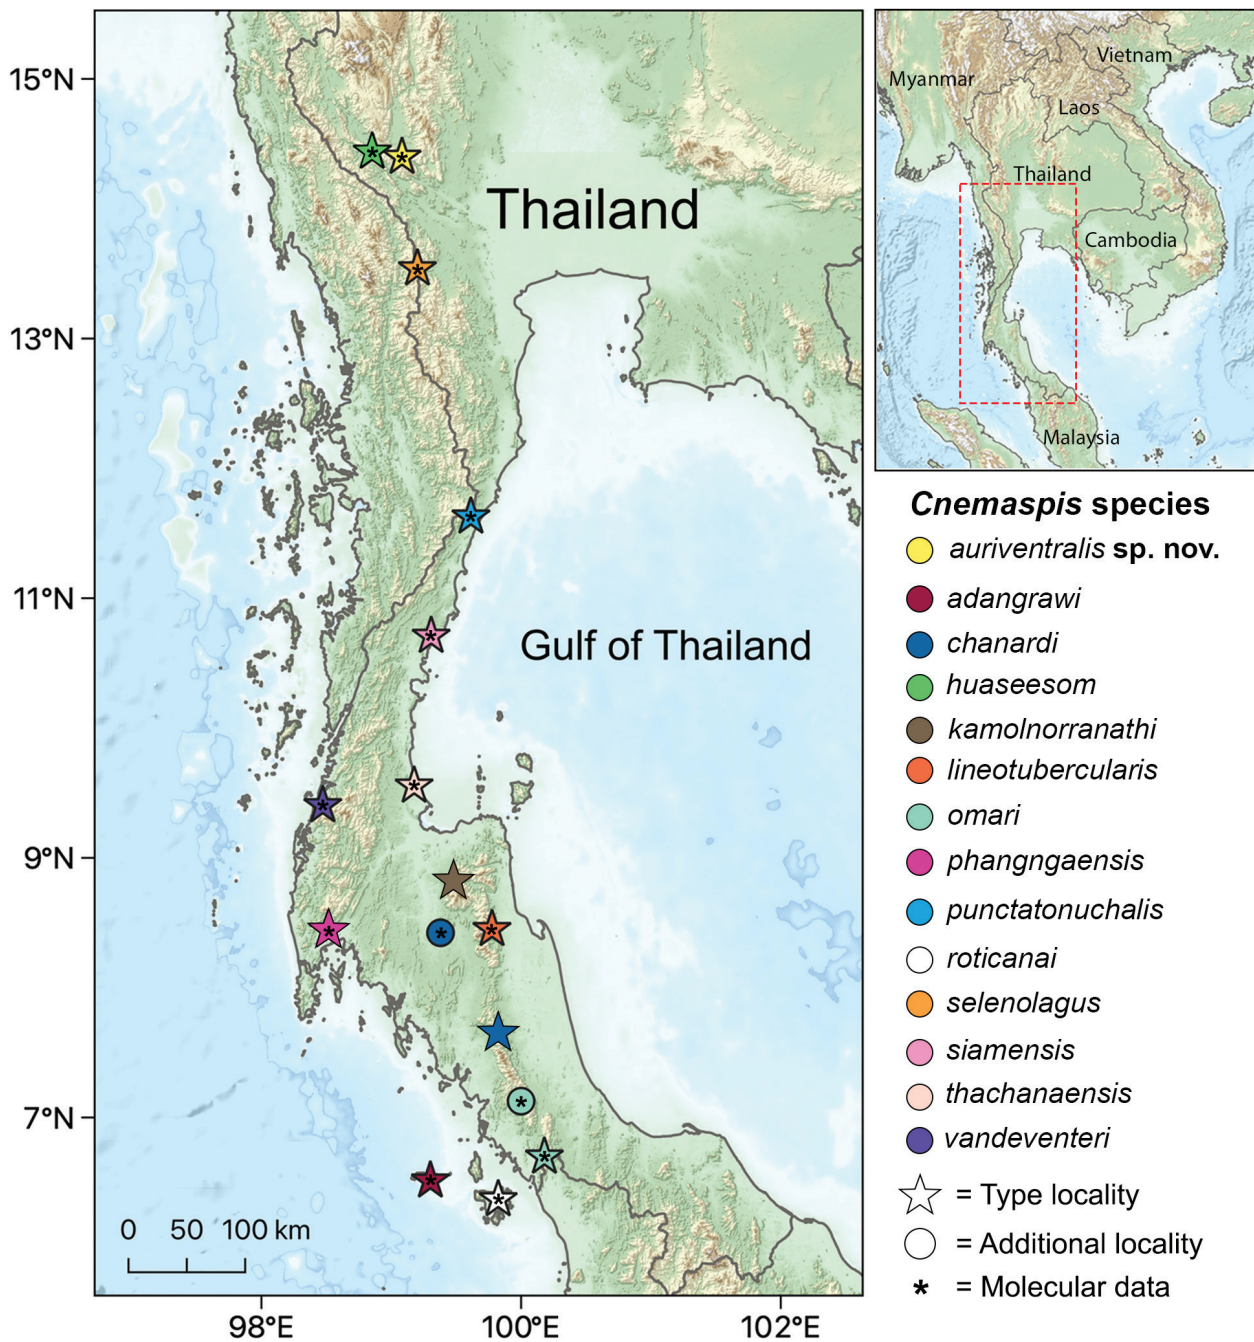 15°N
13°N
11°N
9°N
7°N
98°E
100°E
102°E
Thailand
Gulf of Thailand
0 50 100 km
Myanmar
Vietnam
Laos
Thailand
Cambodia
Malaysia
Cnemaspis species
auriventralis sp. nov.
adangrawi
chanardi
huaseesom
kamolnorranathi
lineotubercularis
omari
phangngaensis
punctatonuchalis
roticanai
selenolagus
siamensis
thachanaensis
vandeventeri
= Type locality
= Additional locality
* = Molecular data